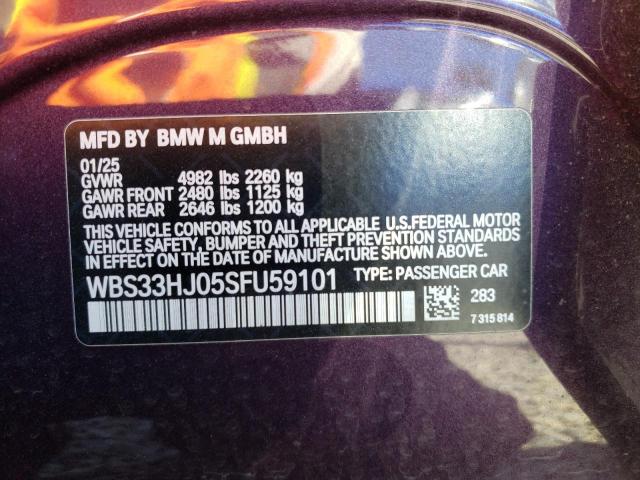 MFD BY BMW M GMBH
01/25
GVWR 4982 lbs 2260 kg
GAWR FRONT 2480 lbs 1125 kg
GAWR REAR 2646 lbs 1200 kg
THIS VEHICLE CONFORMS TO ALL APPLICABLE U.S.FEDERAL MOTOR
VEHICLE SAFETY, BUMPER AND THEFT PREVENTION STANDARDS
IN EFFECT ON THE DATE OF MANUFACTURE SHOWN ABOVE.
WBS33HJ05SFU59101 TYPE: PASSENGER CAR
283
7 315 814